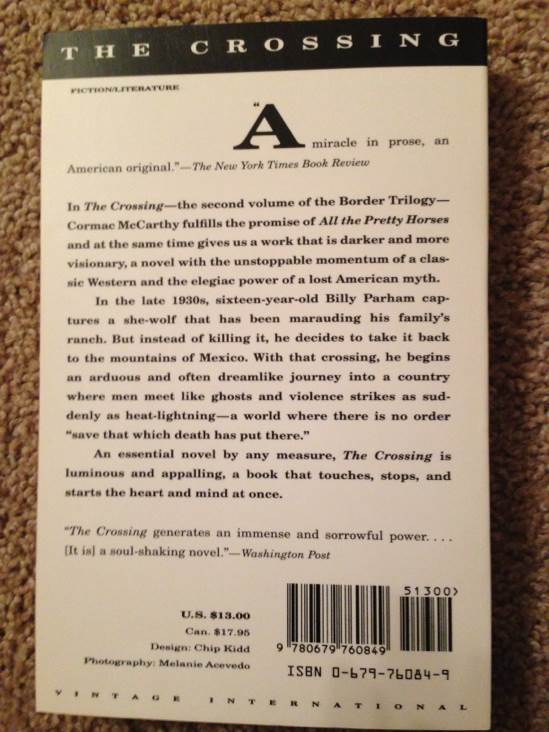 THE CROSSING
FICTION/LITERATURE
"A miracle in prose, an
American original."—The New York Times Book Review
In The Crossing—the second volume of the Border Trilogy—
Cormac McCarthy fulfills the promise of All the Pretty Horses
and at the same time gives us a work that is darker and more
visionary, a novel with the unstoppable momentum of a clas-
sic Western and the elegiac power of a lost American myth.
In the late 1930s, sixteen-year-old Billy Parham cap-
tures a she-wolf that has been marauding his family's
ranch. But instead of killing it, he decides to take it back
to the mountains of Mexico. With that crossing, he begins
an arduous and often dreamlike journey into a country
where men meet like ghosts and violence strikes as sud-
denly as heat-lightning—a world where there is no order
"save that which death has put there."
An essential novel by any measure, The Crossing is
luminous and appalling, a book that touches, stops, and
starts the heart and mind at once.
"The Crossing generates an immense and sorrowful power. . . .
[It is] a soul-shaking novel."—Washington Post
U.S. $13.00
Can. $17.95
Design: Chip Kidd
Photography: Melanie Acevedo
51300>
9 780679 760849
ISBN 0-679-76084-9
VINTAGE INTERNATIONAL